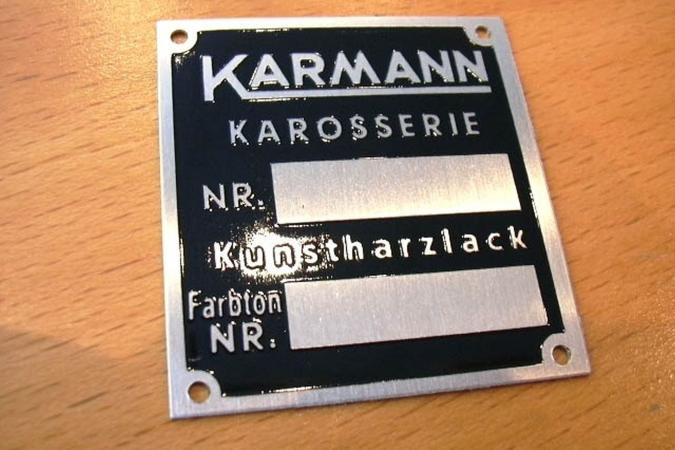 KARMANN
KAROSSERIE
NR.
Kunstharzlack
Farbton
NR.